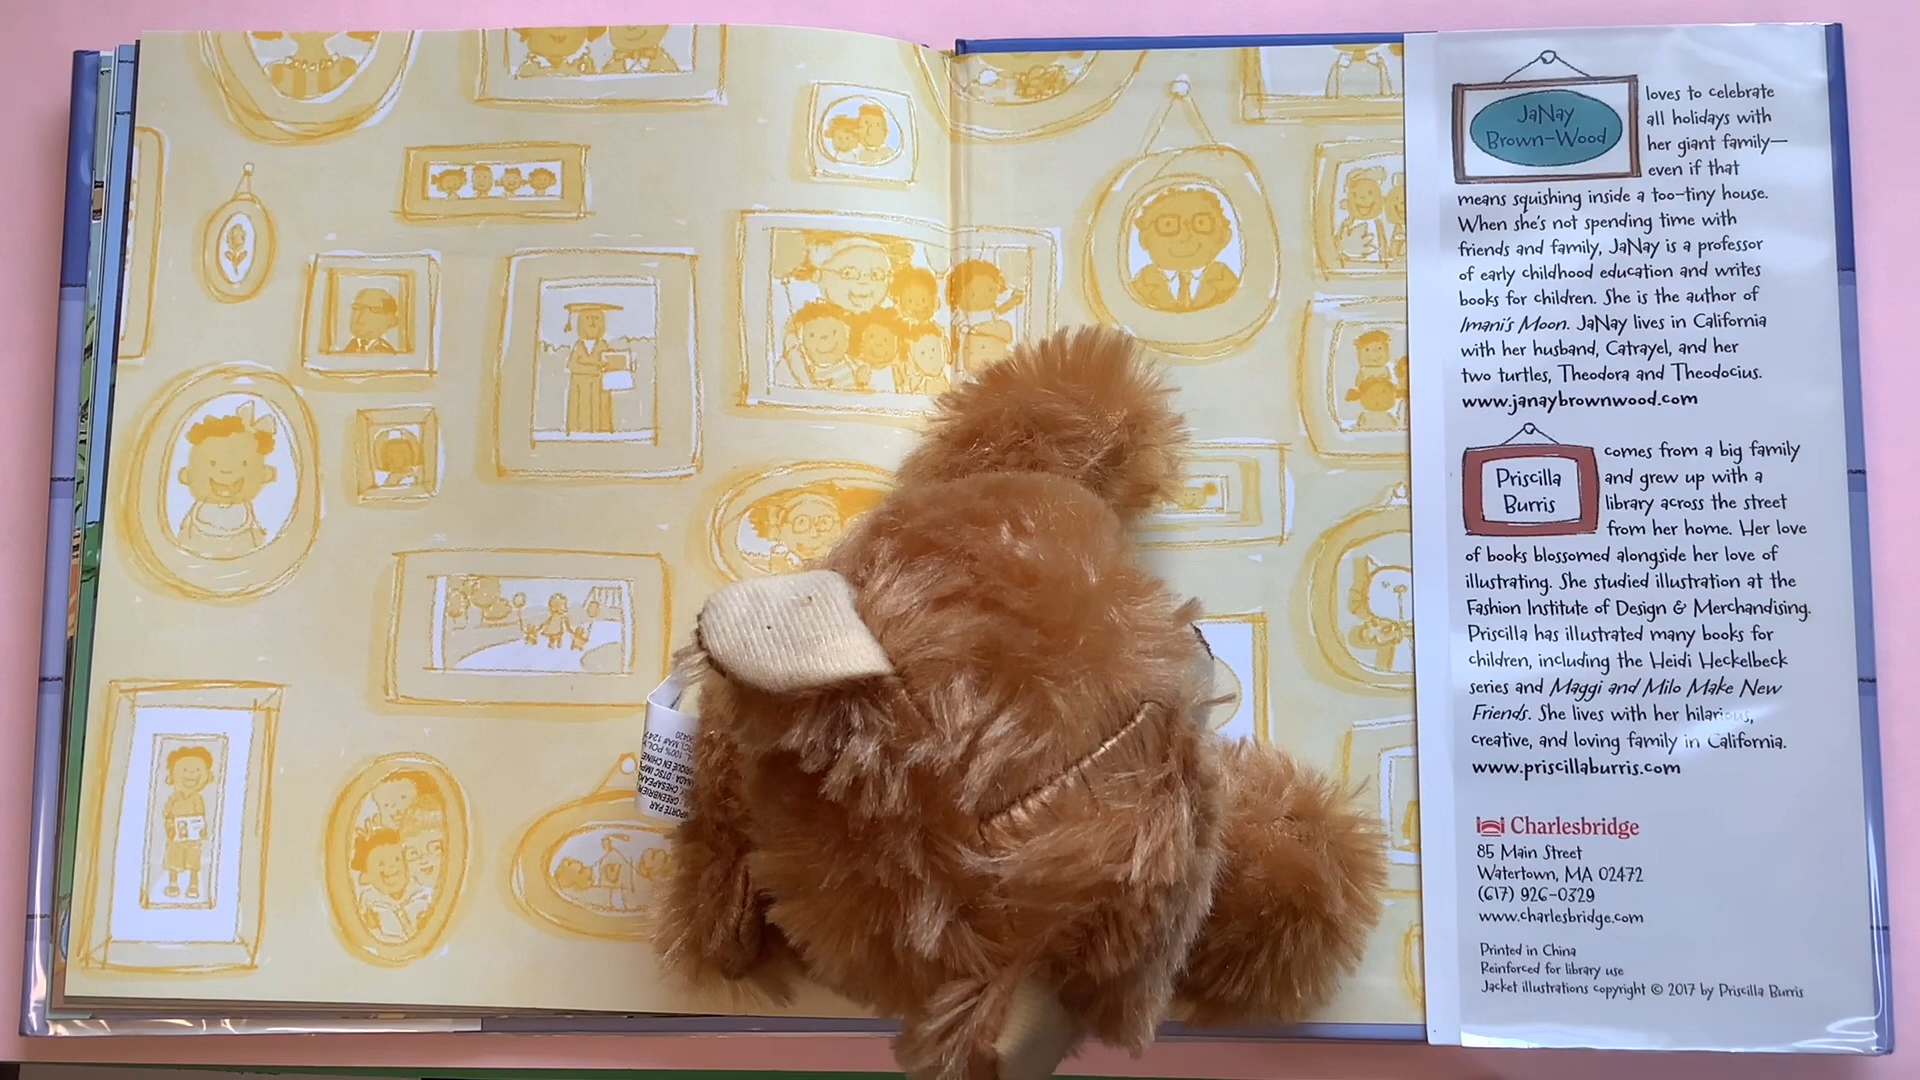 JaNay
Brown-Wood
loves to celebrate
all holidays with
her giant family—
even if that
means squishing inside a too-tiny house.
When she's not spending time with
friends and family, JaNay is a professor
of early childhood education and writes
books for children. She is the author of
Imani's Moon. JaNay lives in California
with her husband, Catrayel, and her
two turtles, Theodora and Theodocius.
www.janaybrownwood.com
Priscilla
Burris
comes from a big family
and grew up with a
library across the street
from her home. Her love
of books blossomed alongside her love of
illustrating. She studied illustration at the
Fashion Institute of Design & Merchandising.
Priscilla has illustrated many books for
children, including the Heidi Heckelbeck
series and Maggi and Milo Make New
Friends. She lives with her hilarious,
creative, and loving family in California.
www.priscillaburris.com
Charlesbridge
85 Main Street
Watertown, MA 02472
(617) 926-0329
www.charlesbridge.com
Printed in China
Reinforced for library use
Jacket illustrations copyright © 2017 by Priscilla Burris